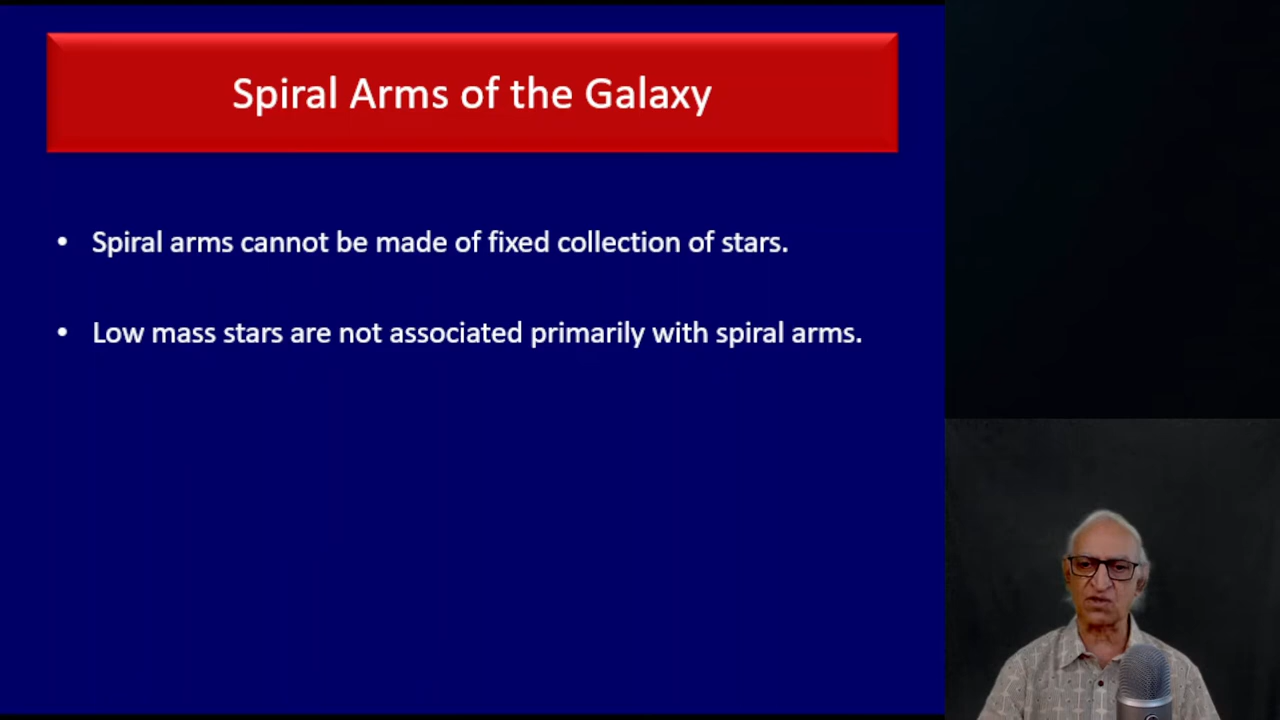 Spiral Arms of the Galaxy
• Spiral arms cannot be made of fixed collection of stars.
• Low mass stars are not associated primarily with spiral arms.